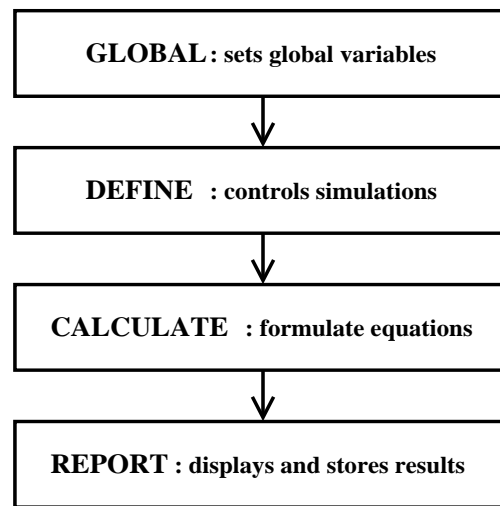 GLOBAL : sets global variables
DEFINE : controls simulations
CALCULATE : formulate equations
REPORT : displays and stores results